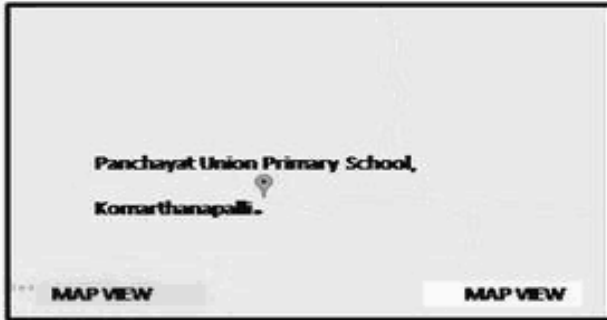 Panchayat Union Primary School,
Komarthanapalli.
MAP VIEW MAP VIEW